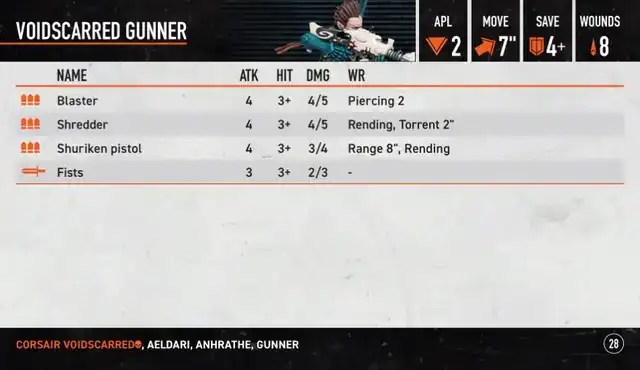 VOIDSCARRED GUNNER
APL 2
MOVE 7"
SAVE 4+
WOUNDS 8
NAME ATK HIT DMG WR
Blaster 4 3+ 4/5 Piercing 2
Shredder 4 3+ 4/5 Rending, Torrent 2"
Shuriken pistol 4 3+ 3/4 Range 8", Rending
Fists 3 3+ 2/3 -
CORSAIR VOIDSCARRED, AELDARI, ANHRATHE, GUNNER
28